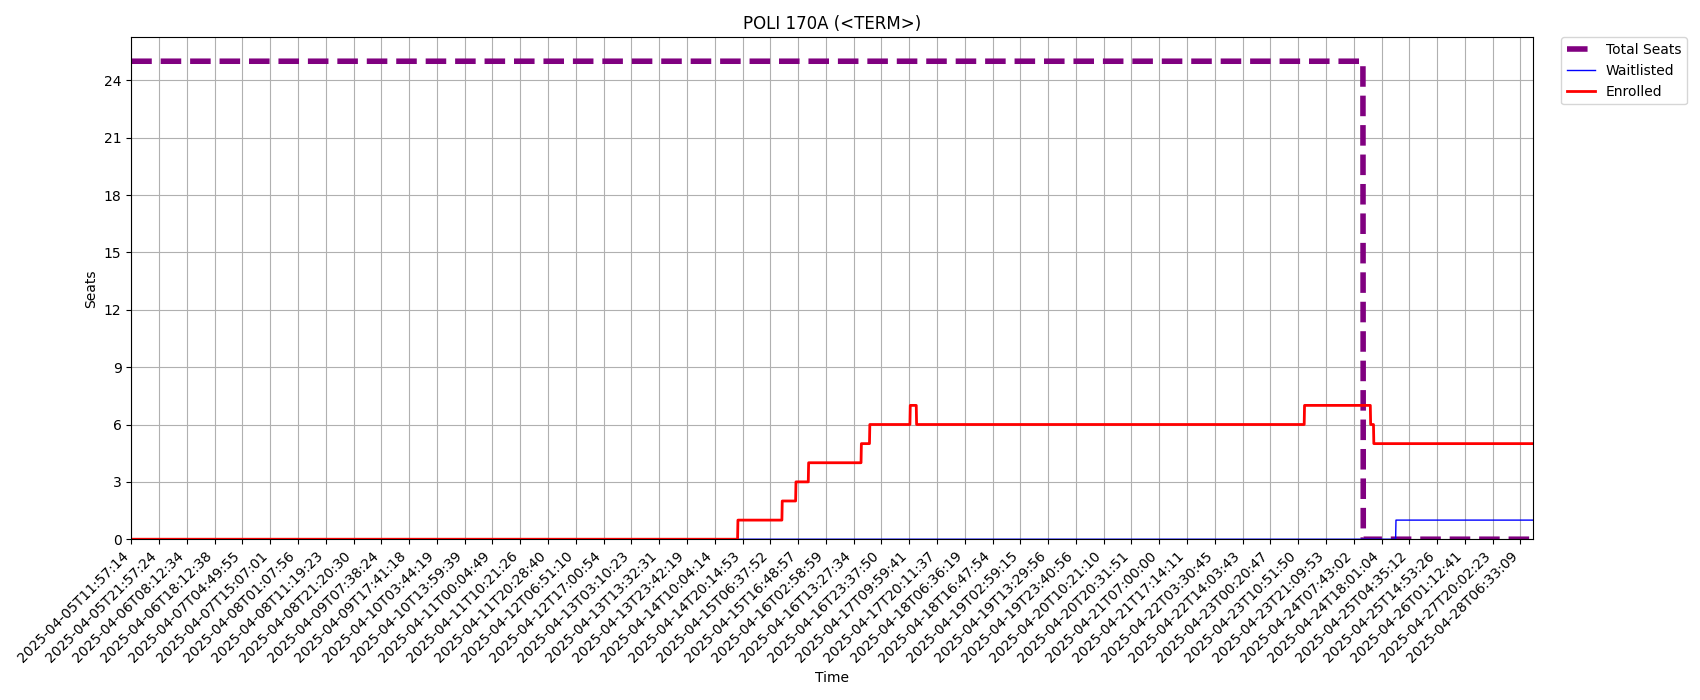 POLI 170A (<TERM>)
Total Seats
Waitlisted
Enrolled
24
21
18
15
12
9
6
3
0
Seats
2025-04-05T11:57:14
2025-04-05T21:57:24
2025-04-06T08:12:34
2025-04-06T18:12:38
2025-04-07T04:49:55
2025-04-07T15:07:01
2025-04-08T01:07:56
2025-04-08T11:19:23
2025-04-08T21:20:30
2025-04-09T07:38:24
2025-04-09T17:41:18
2025-04-10T03:44:19
2025-04-10T13:59:39
2025-04-11T00:04:49
2025-04-11T10:21:26
2025-04-11T20:28:40
2025-04-12T06:51:10
2025-04-12T17:00:54
2025-04-13T03:10:23
2025-04-13T13:32:31
2025-04-13T23:42:19
2025-04-14T10:04:14
2025-04-14T20:14:53
2025-04-15T06:37:52
2025-04-15T16:48:57
2025-04-16T02:58:59
2025-04-16T13:27:34
2025-04-16T23:37:50
2025-04-17T09:59:41
2025-04-17T20:11:37
2025-04-18T06:36:19
2025-04-18T16:47:54
2025-04-19T02:59:15
2025-04-19T13:29:56
2025-04-19T23:40:56
2025-04-20T10:21:10
2025-04-20T20:31:51
2025-04-21T07:00:00
2025-04-21T17:14:11
2025-04-22T03:30:45
2025-04-22T14:03:43
2025-04-23T00:20:47
2025-04-23T10:51:50
2025-04-23T21:09:53
2025-04-24T07:43:02
2025-04-24T18:01:04
2025-04-25T04:35:12
2025-04-25T14:53:26
2025-04-26T01:12:41
2025-04-27T20:02:23
2025-04-28T06:33:09
Time